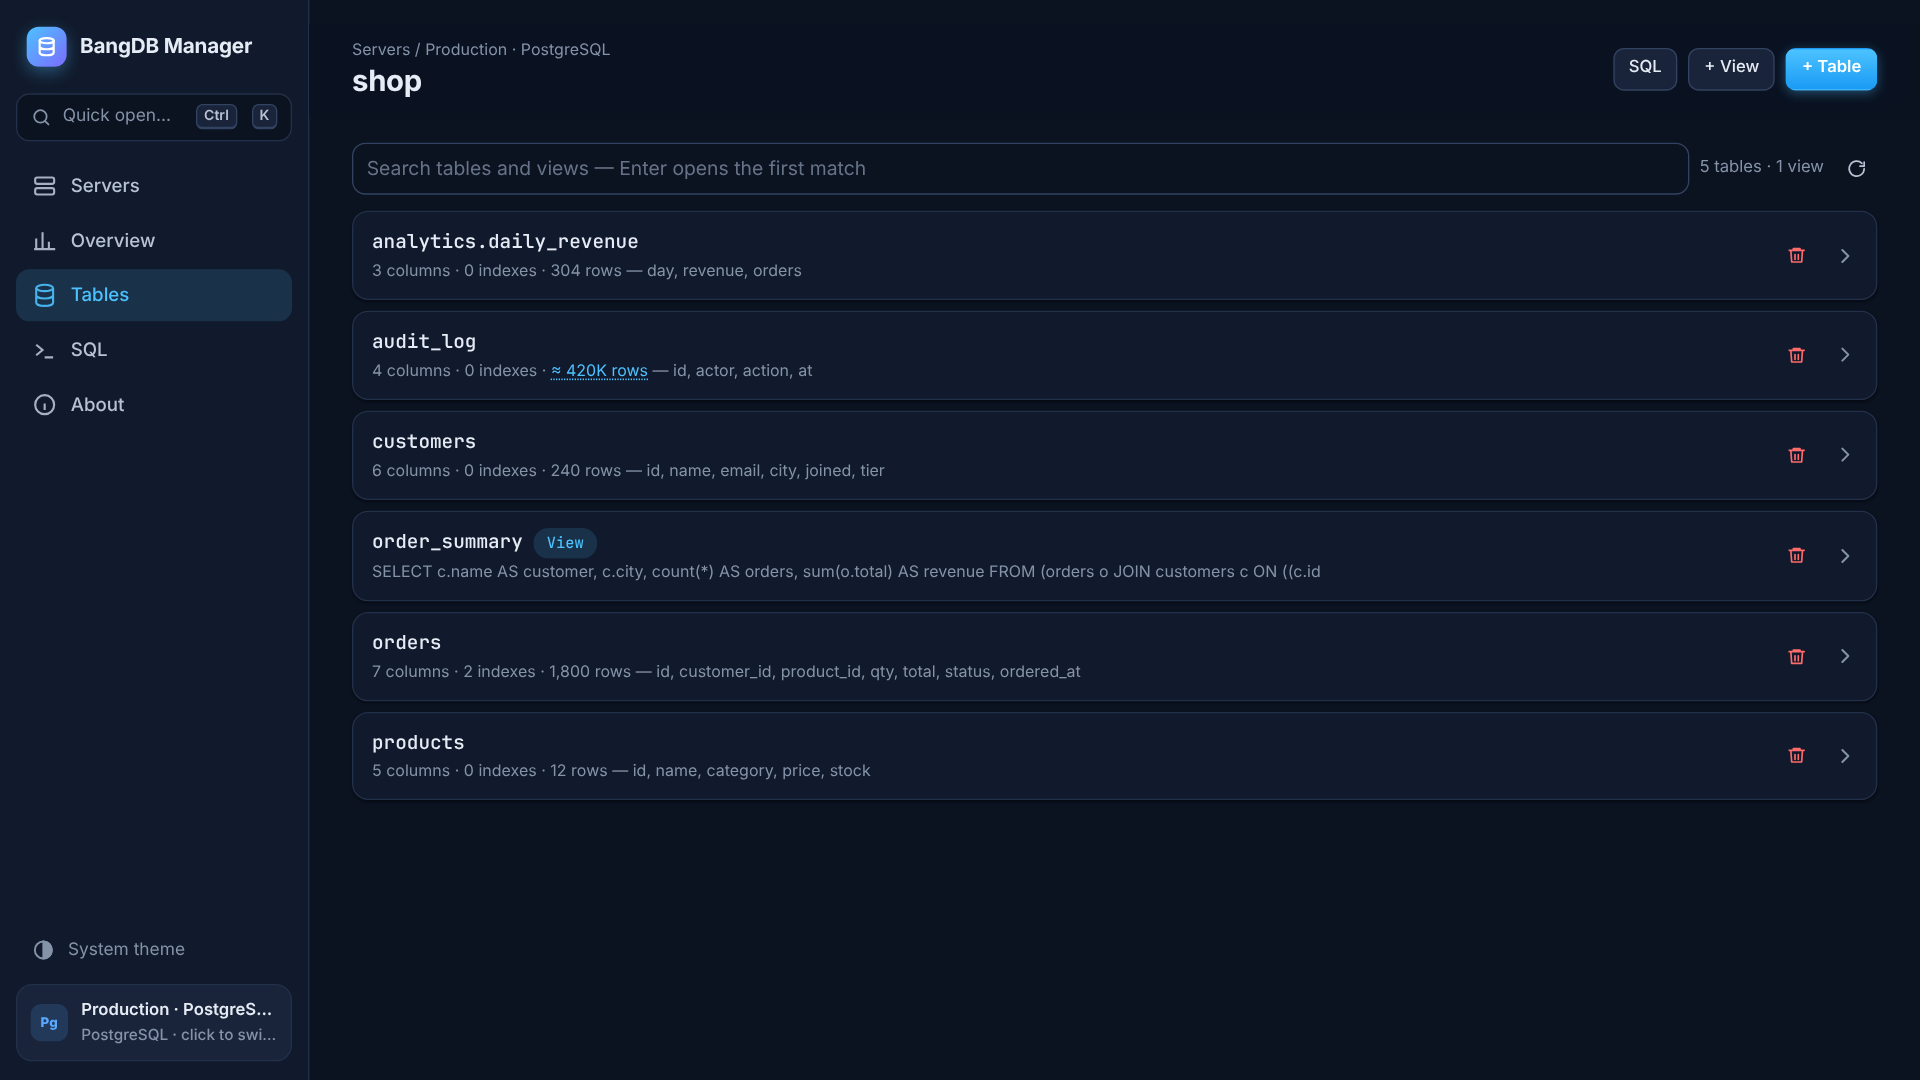 BangDB Manager
Quick open... Ctrl K
Servers
Overview
Tables
SQL
About
System theme
Pg
Production · PostgreS...
PostgreSQL · click to swi...
Servers / Production · PostgreSQL
shop
SQL
+ View
+ Table
Search tables and views — Enter opens the first match
5 tables · 1 view
analytics.daily_revenue
3 columns · 0 indexes · 304 rows — day, revenue, orders
audit_log
4 columns · 0 indexes · ≈ 420K rows — id, actor, action, at
customers
6 columns · 0 indexes · 240 rows — id, name, email, city, joined, tier
order_summary View
SELECT c.name AS customer, c.city, count(*) AS orders, sum(o.total) AS revenue FROM (orders o JOIN customers c ON ((c.id
orders
7 columns · 2 indexes · 1,800 rows — id, customer_id, product_id, qty, total, status, ordered_at
products
5 columns · 0 indexes · 12 rows — id, name, category, price, stock